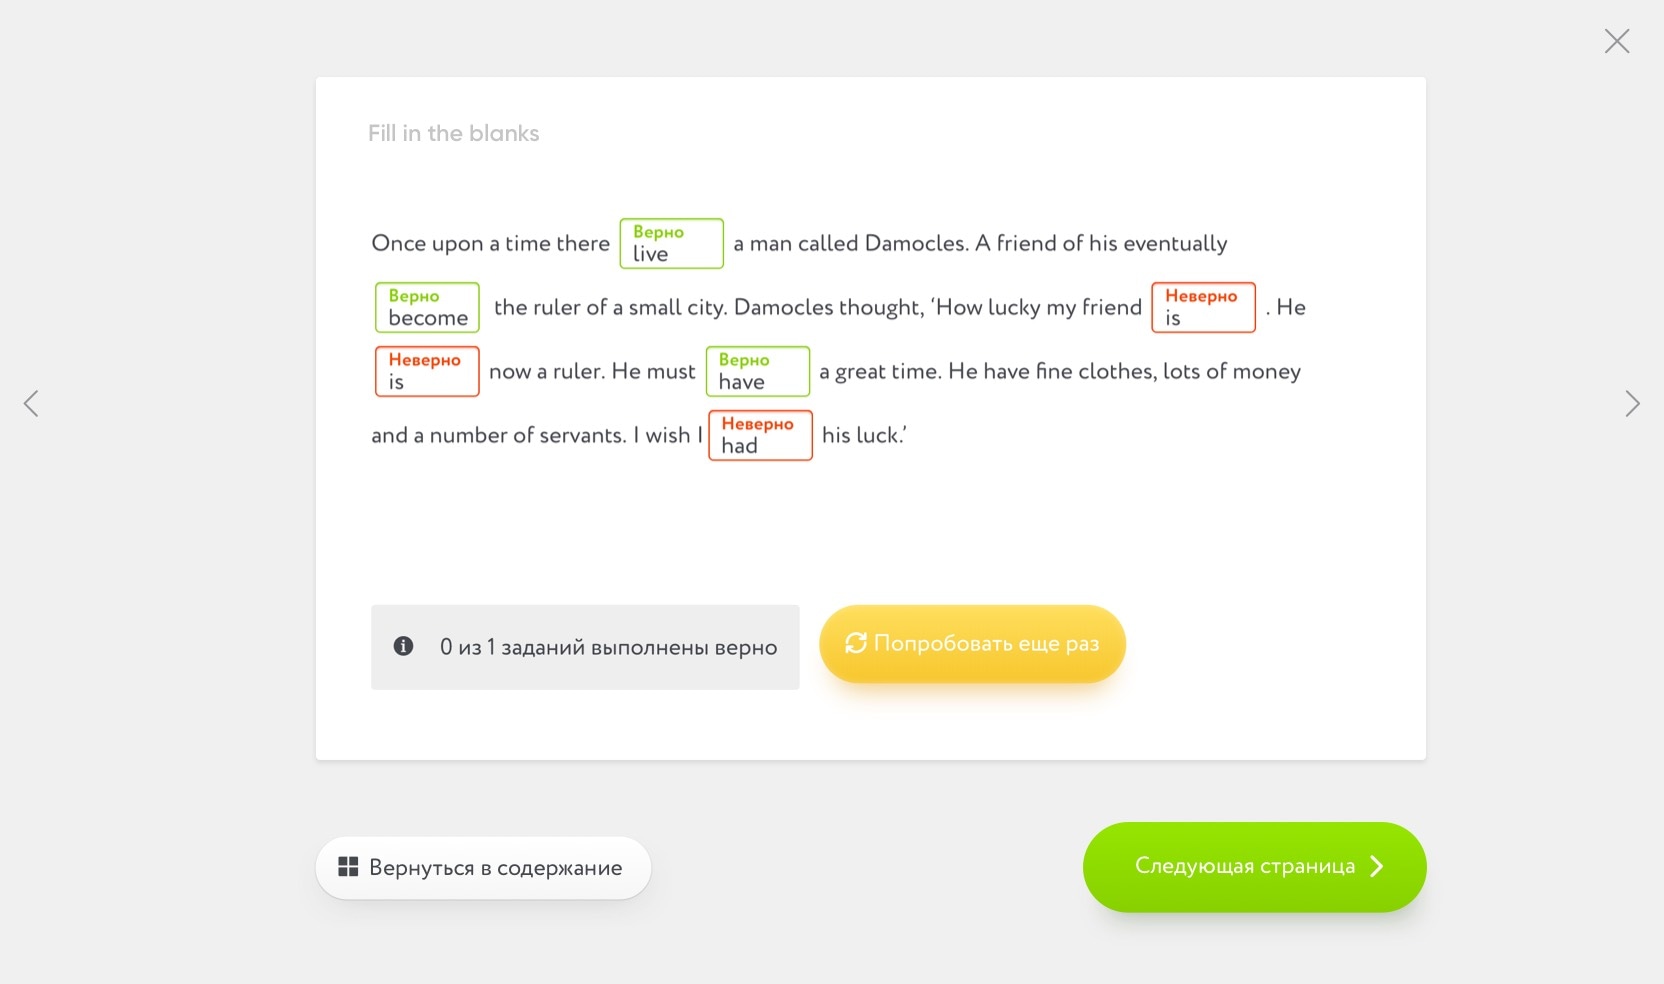 Fill in the blanks
Once upon a time there Верно live a man called Damocles. A friend of his eventually
Верно become the ruler of a small city. Damocles thought, ‘How lucky my friend Неверно is . He
Неверно is now a ruler. He must Верно have a great time. He have fine clothes, lots of money
and a number of servants. I wish I Неверно had his luck.’
0 из 1 заданий выполнены верно
Попробовать еще раз
Вернуться в содержание
Следующая страница